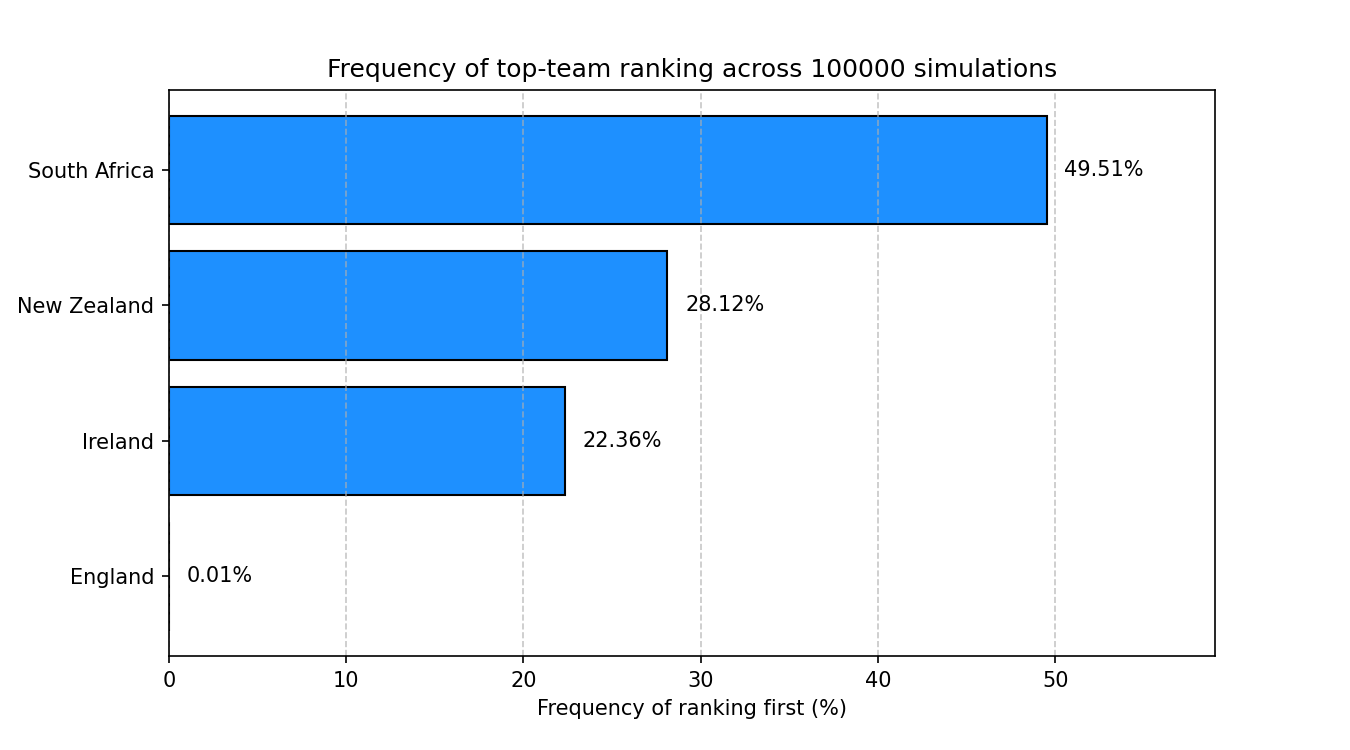 Frequency of top-team ranking across 100000 simulations
South Africa
49.51%
New Zealand
28.12%
Ireland
22.36%
England
0.01%
0 10 20 30 40 50
Frequency of ranking first (%)